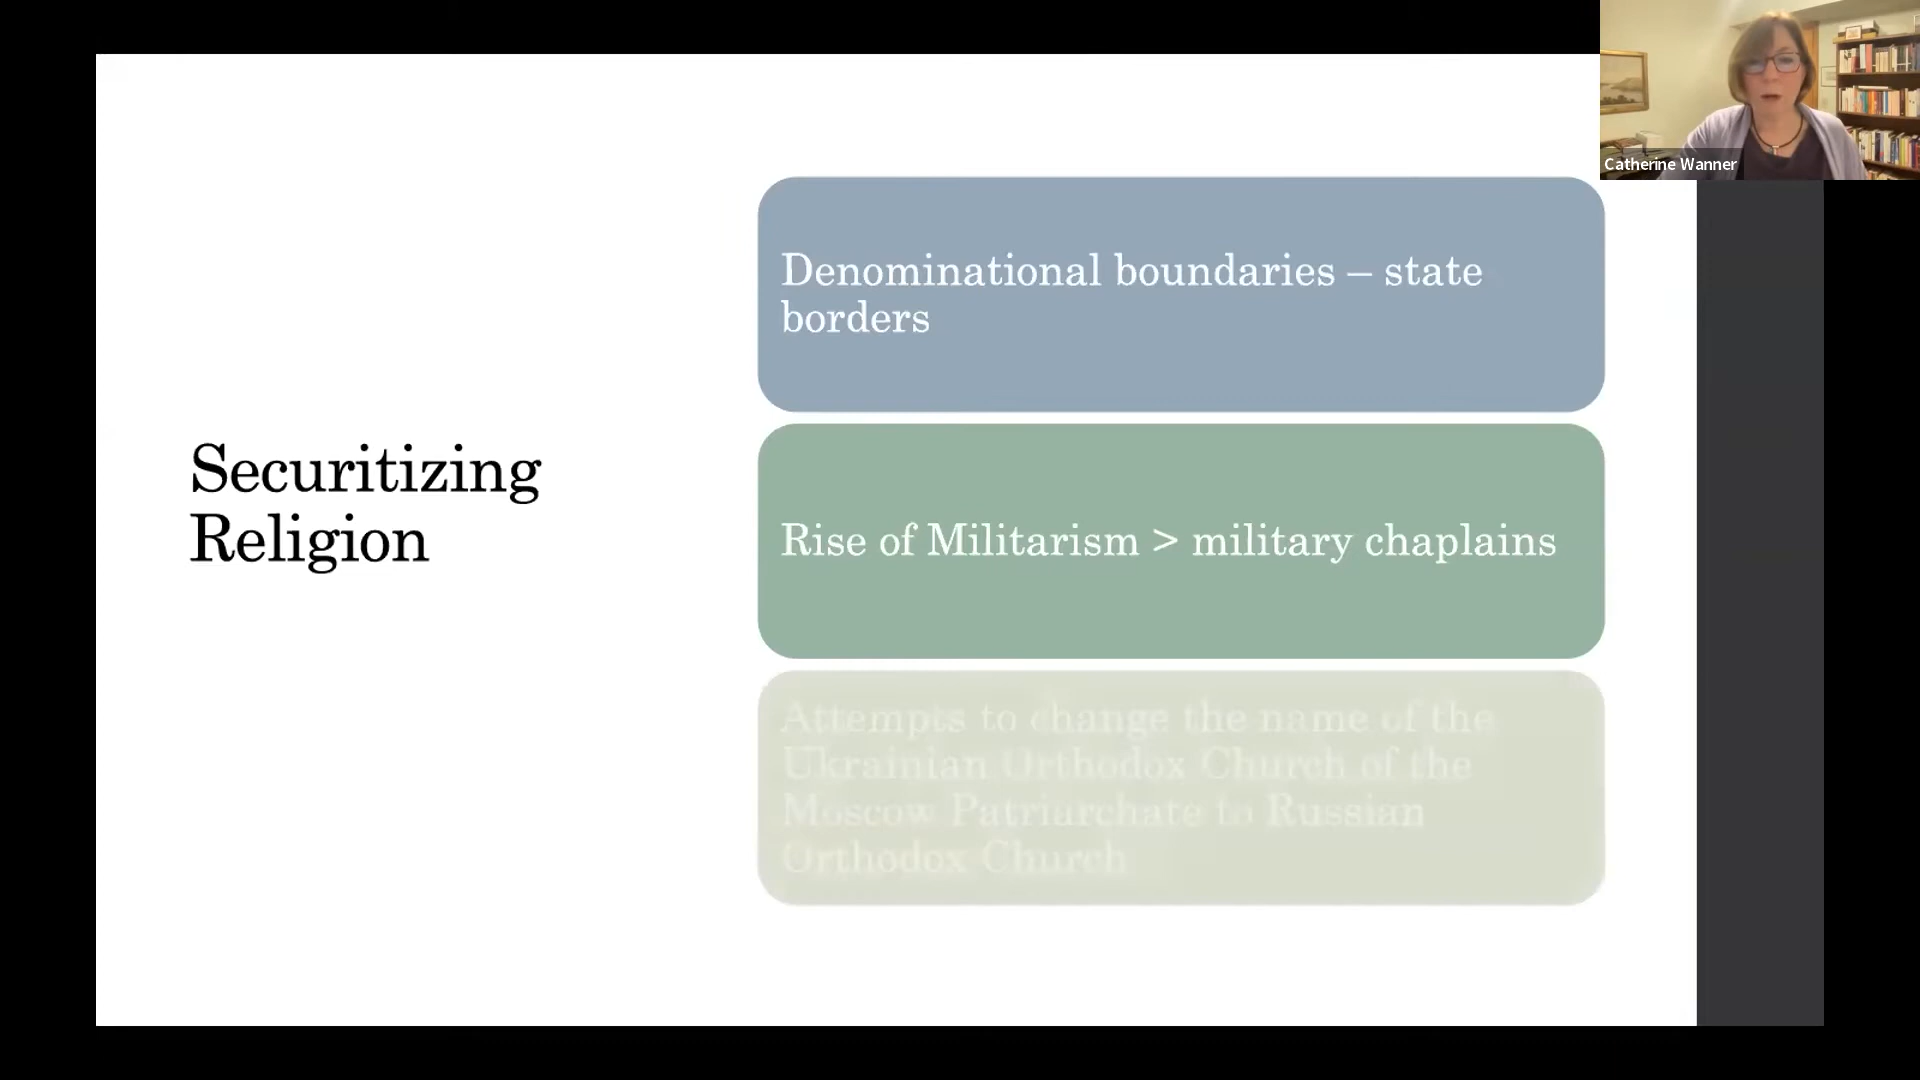 Catherine Wanner
Securitizing
Religion
Denominational boundaries – state
borders
Rise of Militarism > military chaplains
Attempts to change the name of the
Ukrainian Orthodox Church of the
Moscow Patriarchate to Russian
Orthodox Church